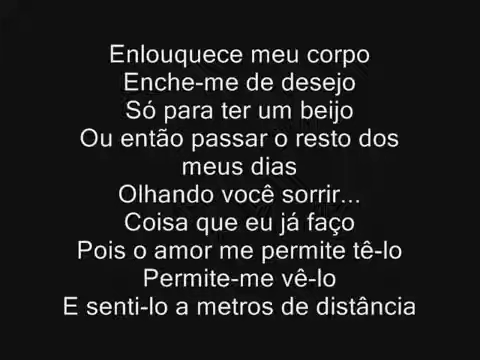 Enlouquece meu corpo
Enche-me de desejo
Só para ter um beijo
Ou então passar o resto dos
meus dias
Olhando você sorrir...
Coisa que eu já faço
Pois o amor me permite tê-lo
Permite-me vê-lo
E senti-lo a metros de distância